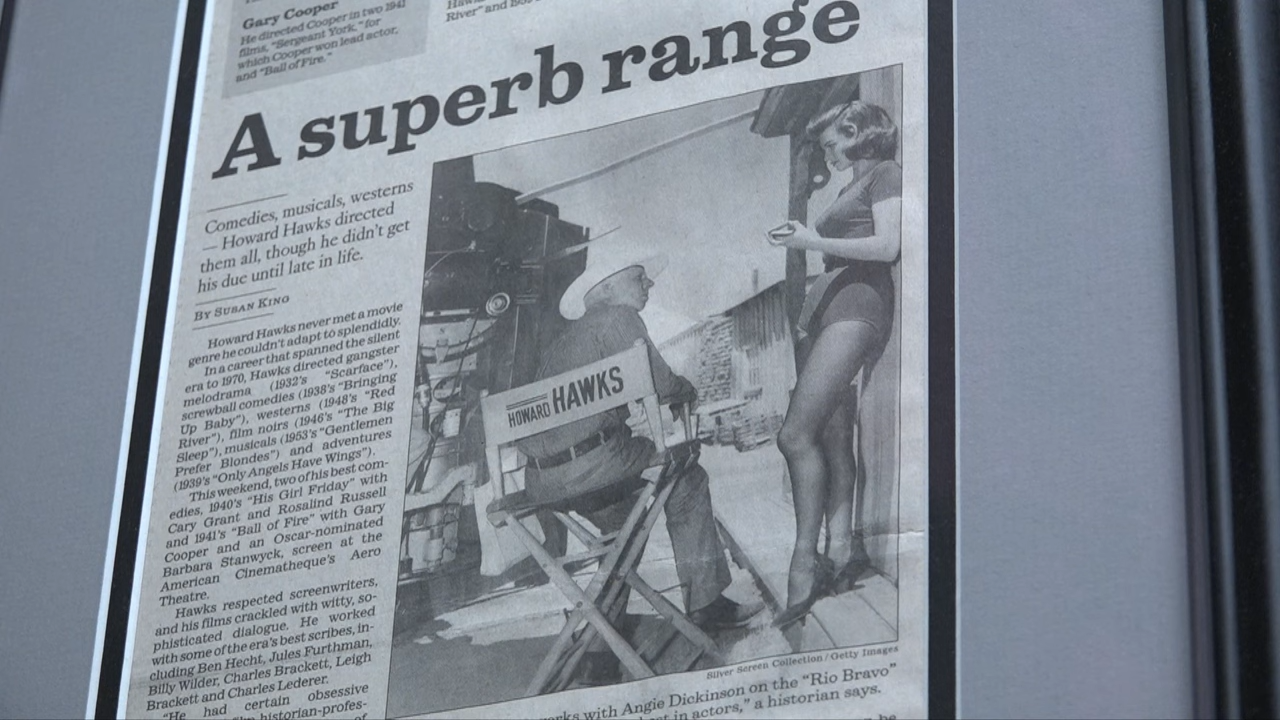 Gary Cooper
He directed Cooper in two 1941
films, "Sergeant York," for
which Cooper won lead actor,
and "Ball of Fire."
River" and
A superb range
Comedies, musicals, westerns
— Howard Hawks directed
them all, though he didn't get
his due until late in life.
BY SUSAN KING
Howard Hawks never met a movie
genre he couldn't adapt to splendidly.
In a career that spanned the silent
era to 1970, Hawks directed gangster
melodrama (1932's "Scarface"),
screwball comedies (1938's "Bringing
Up Baby"), westerns (1948's "Red
River"), film noirs (1946's "The Big
Sleep"), musicals (1953's "Gentlemen
Prefer Blondes") and adventures
(1939's "Only Angels Have Wings").
This weekend, two of his best com-
edies, 1940's "His Girl Friday" with
Cary Grant and Rosalind Russell
and 1941's "Ball of Fire" with Gary
Cooper and an Oscar-nominated
Barbara Stanwyck, screen at the
American Cinematheque's Aero
Theatre.
Hawks respected screenwriters,
and his films crackled with witty, so-
phisticated dialogue. He worked
with some of the era's best scribes, in-
cluding Ben Hecht, Jules Furthman,
Billy Wilder, Charles Brackett, Leigh
Brackett and Charles Lederer.
"He had certain obsessive
historian-profes-
of
HOWARD HAWKS
Silver Screen Collection / Getty Images
with Angie Dickinson on the "Rio Bravo"
in actors," a historian says.
be